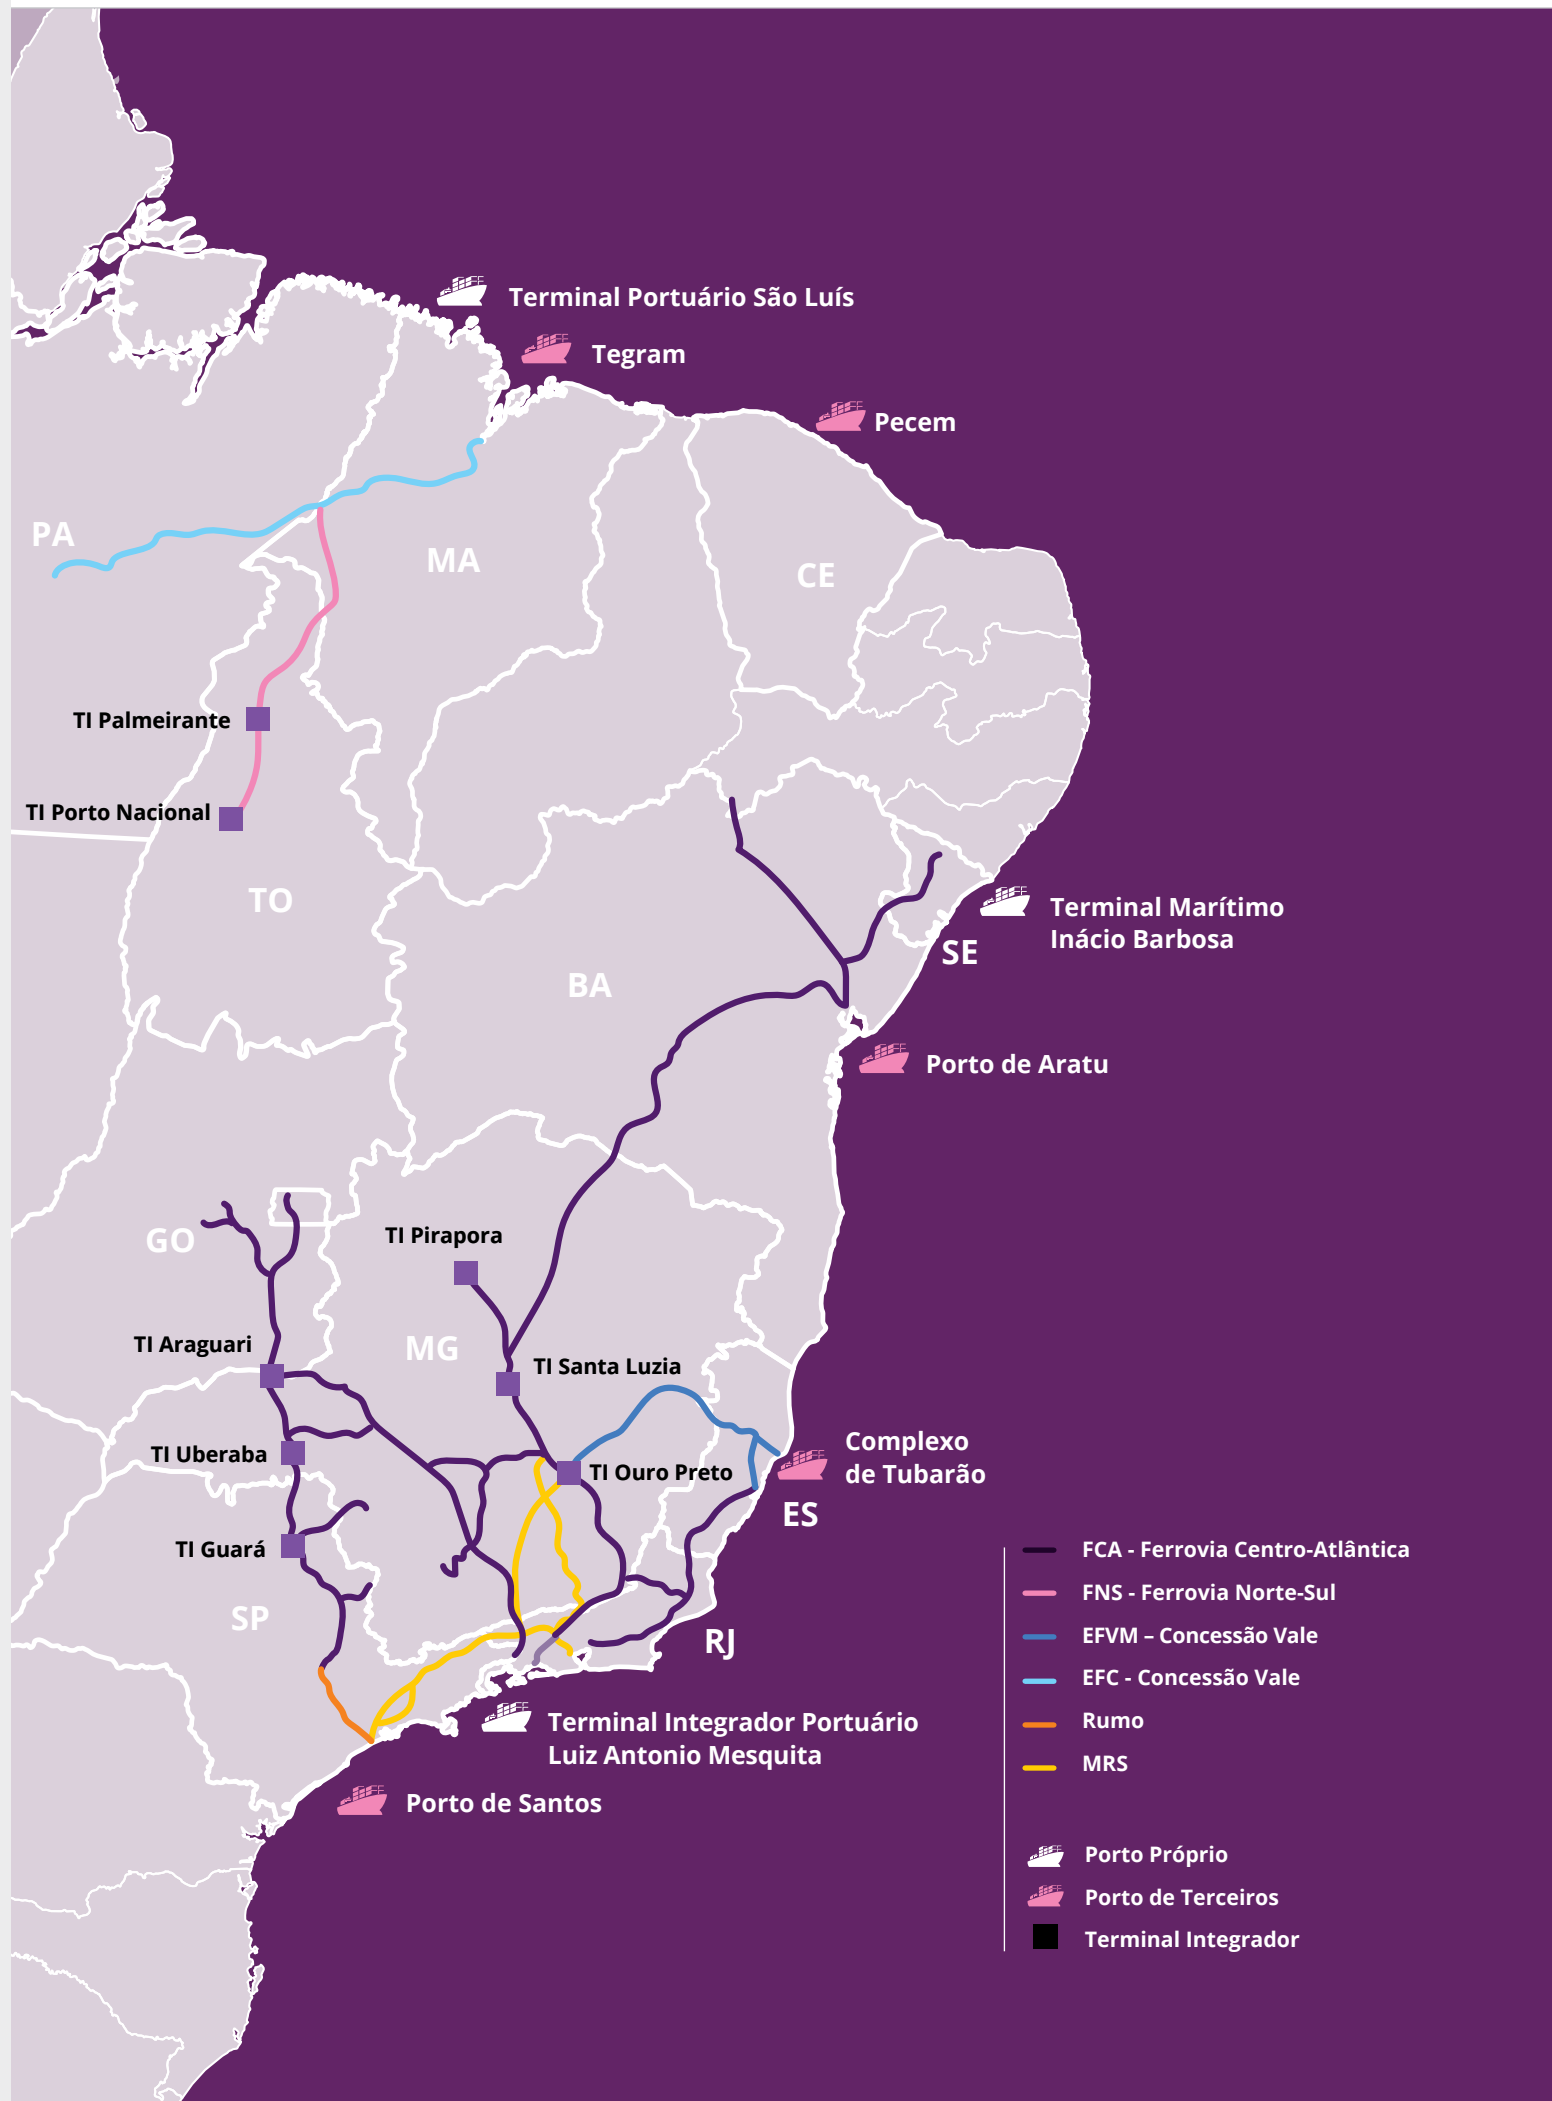 Terminal Portuário São Luís
Tegram
Pecem
PA
MA
CE
TI Palmeirante
TI Porto Nacional
TO
Terminal Marítimo
Inácio Barbosa
SE
BA
Porto de Aratu
GO
TI Pirapora
TI Araguari
MG
TI Santa Luzia
Complexo
de Tubarão
TI Uberaba
TI Ouro Preto
ES
TI Guará
SP
RJ
Terminal Integrador Portuário
Luiz Antonio Mesquita
Porto de Santos
FCA - Ferrovia Centro-Atlântica
FNS - Ferrovia Norte-Sul
EFVM – Concessão Vale
EFC - Concessão Vale
Rumo
MRS
Porto Próprio
Porto de Terceiros
Terminal Integrador